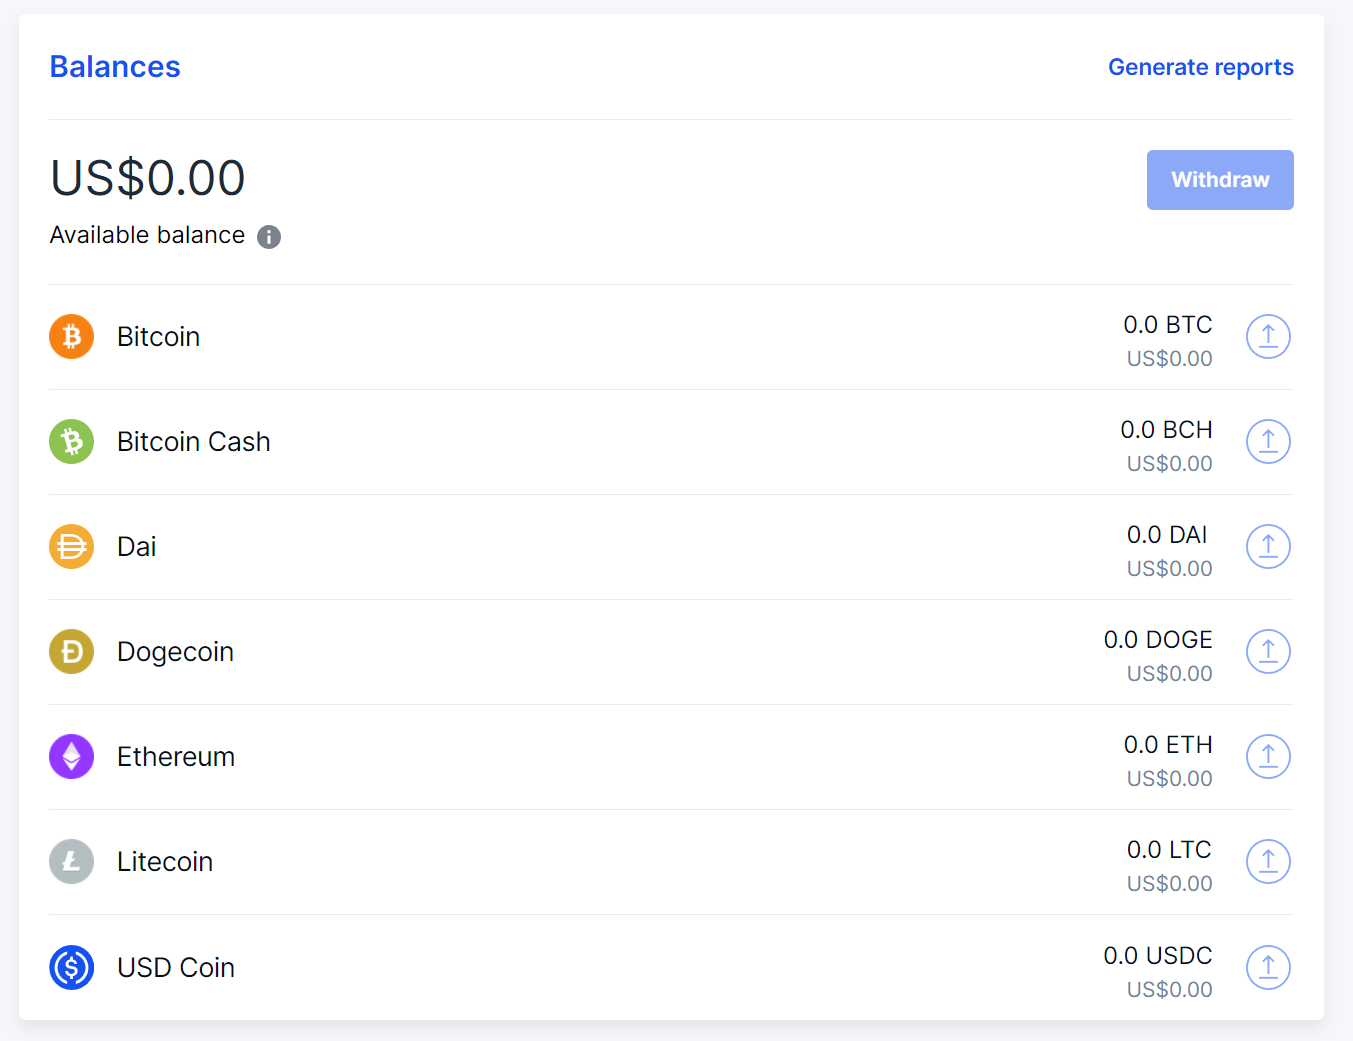 Balances
Generate reports
US$0.00
Withdraw
Available balance
Bitcoin
0.0 BTC
US$0.00
Bitcoin Cash
0.0 BCH
US$0.00
Dai
0.0 DAI
US$0.00
Dogecoin
0.0 DOGE
US$0.00
Ethereum
0.0 ETH
US$0.00
Litecoin
0.0 LTC
US$0.00
USD Coin
0.0 USDC
US$0.00